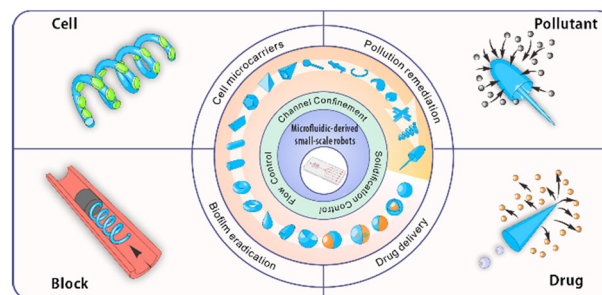 Cell
Pollutant
Cell microcarriers
Pollution remediation
Channel Confinement
Microfluidic-derived
small-scale robots
Flow Control
Solidification Control
Biofilm eradication
Drug delivery
Block
Drug